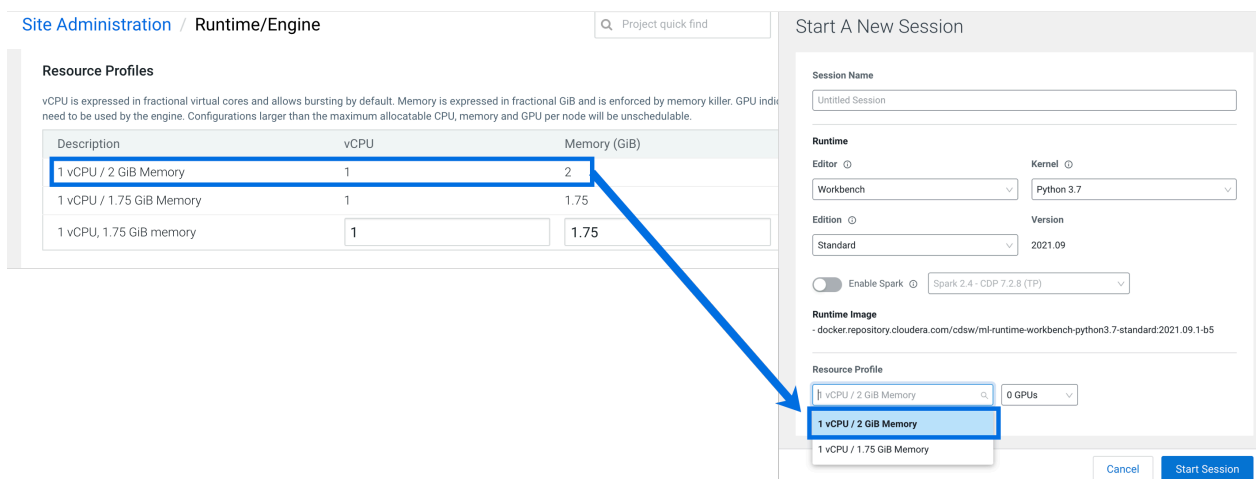 Site Administration / Runtime/Engine
Project quick find
Resource Profiles
vCPU is expressed in fractional virtual cores and allows bursting by default. Memory is expressed in fractional GiB and is enforced by memory killer. GPU indi
need to be used by the engine. Configurations larger than the maximum allocatable CPU, memory and GPU per node will be unschedulable.
Description vCPU Memory (GiB)
1 vCPU / 2 GiB Memory 1 2
1 vCPU / 1.75 GiB Memory 1 1.75
1 vCPU, 1.75 GiB memory 1 1.75
Start A New Session
Session Name
Untitled Session
Runtime
Editor Kernel
Workbench Python 3.7
Edition Version
Standard 2021.09
Enable Spark Spark 2.4 - CDP 7.2.8 (TP)
Runtime Image
- docker.repository.cloudera.com/cdsw/ml-runtime-workbench-python3.7-standard:2021.09.1-b5
Resource Profile
1 vCPU / 2 GiB Memory 0 GPUs
1 vCPU / 2 GiB Memory
1 vCPU / 1.75 GiB Memory
Cancel Start Session